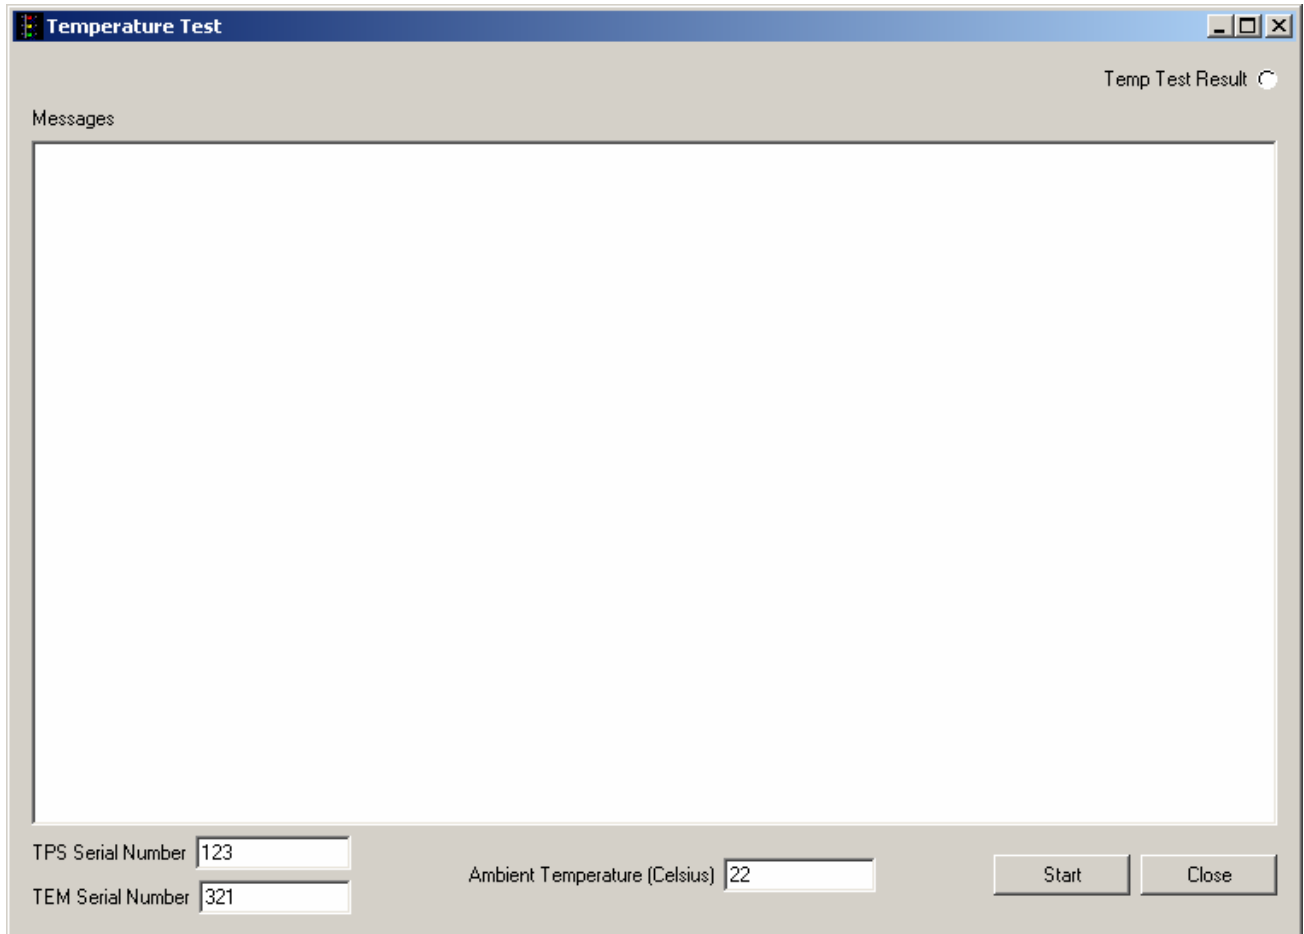 Temperature Test
Temp Test Result
Messages
TPS Serial Number 123
TEM Serial Number 321
Ambient Temperature (Celsius) 22
Start Close